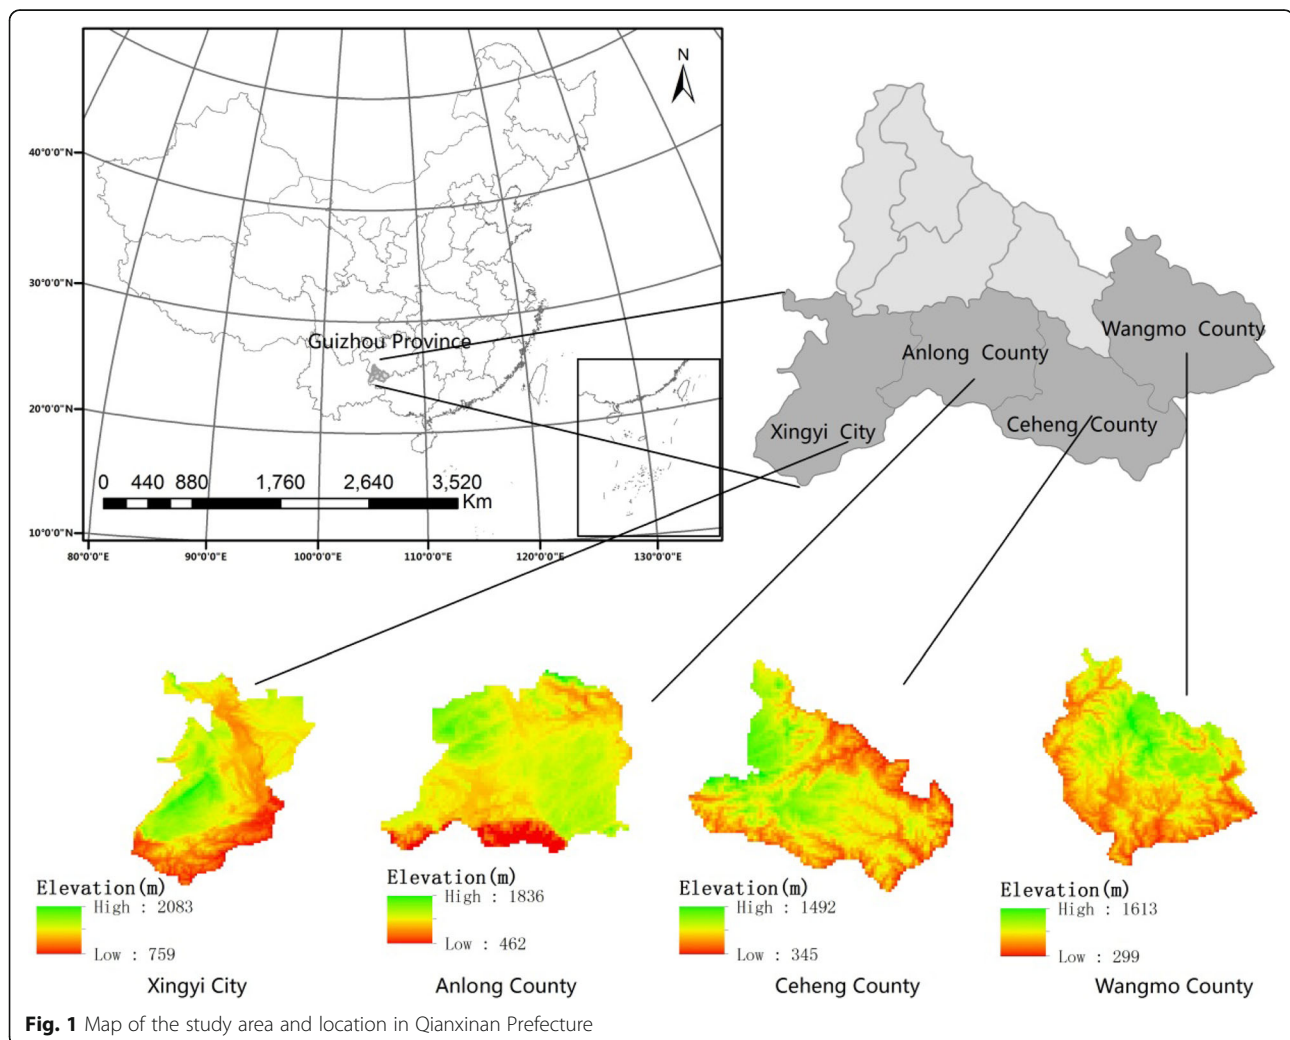 N
40°0'0"N
30°0'0"N
20°0'0"N
10°0'0"N
80°0'0"E 90°0'0"E 100°0'0"E 110°0'0"E 120°0'0"E 130°0'0"E
Guizhou Province
0 440 880 1,760 2,640 3,520
Km
Wangmo County
Anlong County
Ceheng County
Xingyi City
Elevation(m)
High : 2083
Low : 759
Xingyi City
Elevation(m)
High : 1836
Low : 462
Anlong County
Elevation(m)
High : 1492
Low : 345
Ceheng County
Elevation(m)
High : 1613
Low : 299
Wangmo County
Fig. 1 Map of the study area and location in Qianxinan Prefecture